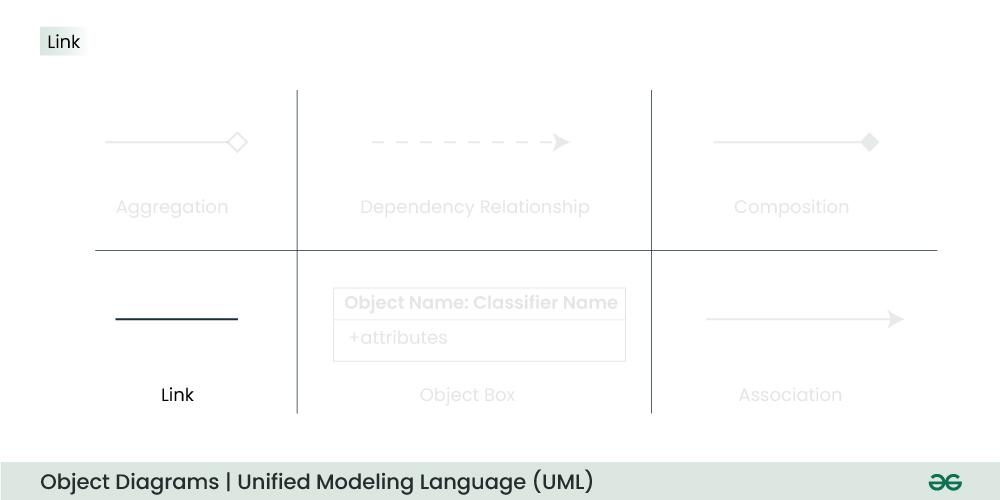 Link
Aggregation
Dependency Relationship
Composition
Object Name: Classifier Name
+attributes
Link
Object Box
Association
Object Diagrams | Unified Modeling Language (UML)